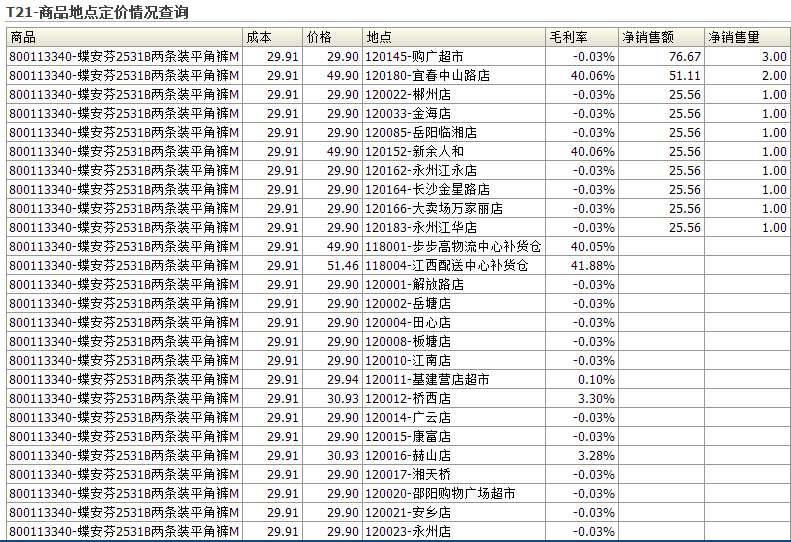 T21-商品地点定价情况查询
商品 成本 价格 地点 毛利率 净销售额 净销售量
800113340-蝶安芬2531B两条装平角裤M 29.91 29.90 120145-购广超市 -0.03% 76.67 3.00
800113340-蝶安芬2531B两条装平角裤M 29.91 49.90 120180-宜春中山路店 40.06% 51.11 2.00
800113340-蝶安芬2531B两条装平角裤M 29.91 29.90 120022-郴州店 -0.03% 25.56 1.00
800113340-蝶安芬2531B两条装平角裤M 29.91 29.90 120033-金海店 -0.03% 25.56 1.00
800113340-蝶安芬2531B两条装平角裤M 29.91 29.90 120085-岳阳临湘店 -0.03% 25.56 1.00
800113340-蝶安芬2531B两条装平角裤M 29.91 49.90 120152-新余人和 40.06% 25.56 1.00
800113340-蝶安芬2531B两条装平角裤M 29.91 29.90 120162-永州江永店 -0.03% 25.56 1.00
800113340-蝶安芬2531B两条装平角裤M 29.91 29.90 120164-长沙金星路店 -0.03% 25.56 1.00
800113340-蝶安芬2531B两条装平角裤M 29.91 29.90 120166-大卖场万家丽店 -0.03% 25.56 1.00
800113340-蝶安芬2531B两条装平角裤M 29.91 29.90 120183-永州江华店 -0.03% 25.56 1.00
800113340-蝶安芬2531B两条装平角裤M 29.91 49.90 118001-步步高物流中心补货仓 40.05%
800113340-蝶安芬2531B两条装平角裤M 29.91 51.46 118004-江西配送中心补货仓 41.88%
800113340-蝶安芬2531B两条装平角裤M 29.91 29.90 120001-解放路店 -0.03%
800113340-蝶安芬2531B两条装平角裤M 29.91 29.90 120002-岳塘店 -0.03%
800113340-蝶安芬2531B两条装平角裤M 29.91 29.90 120004-田心店 -0.03%
800113340-蝶安芬2531B两条装平角裤M 29.91 29.90 120008-板塘店 -0.03%
800113340-蝶安芬2531B两条装平角裤M 29.91 29.90 120010-江南店 -0.03%
800113340-蝶安芬2531B两条装平角裤M 29.91 29.94 120011-基建营店超市 0.10%
800113340-蝶安芬2531B两条装平角裤M 29.91 30.93 120012-桥西店 3.30%
800113340-蝶安芬2531B两条装平角裤M 29.91 29.90 120014-广云店 -0.03%
800113340-蝶安芬2531B两条装平角裤M 29.91 29.90 120015-康富店 -0.03%
800113340-蝶安芬2531B两条装平角裤M 29.91 30.93 120016-赫山店 3.28%
800113340-蝶安芬2531B两条装平角裤M 29.91 29.90 120017-湘天桥 -0.03%
800113340-蝶安芬2531B两条装平角裤M 29.91 29.90 120020-邵阳购物广场超市 -0.03%
800113340-蝶安芬2531B两条装平角裤M 29.91 29.90 120021-安乡店 -0.03%
800113340-蝶安芬2531B两条装平角裤M 29.91 29.90 120023-永州店 -0.03%